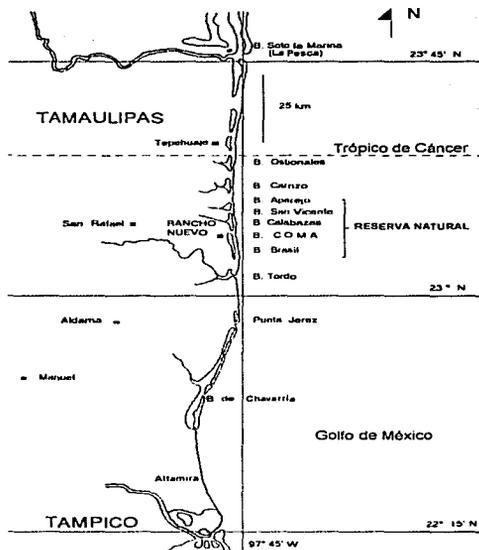 N
B. Soto la Marina
(La Pesca)
23° 45' N
25 km
TAMAULIPAS
Tepehuaje
Trópico de Cáncer
B. Ostionales
B. Carrizo
B. Aparejo
B. San Vicente
B. Calabazas
B. COMA
B. Brasil
RESERVA NATURAL
San Rafael
RANCHO
NUEVO
B. Tordo
23° N
Aldama
Punta Jerez
Manuel
B. de Chavarría
Golfo de México
Altamira
TAMPICO
22° 15' N
97° 45' W